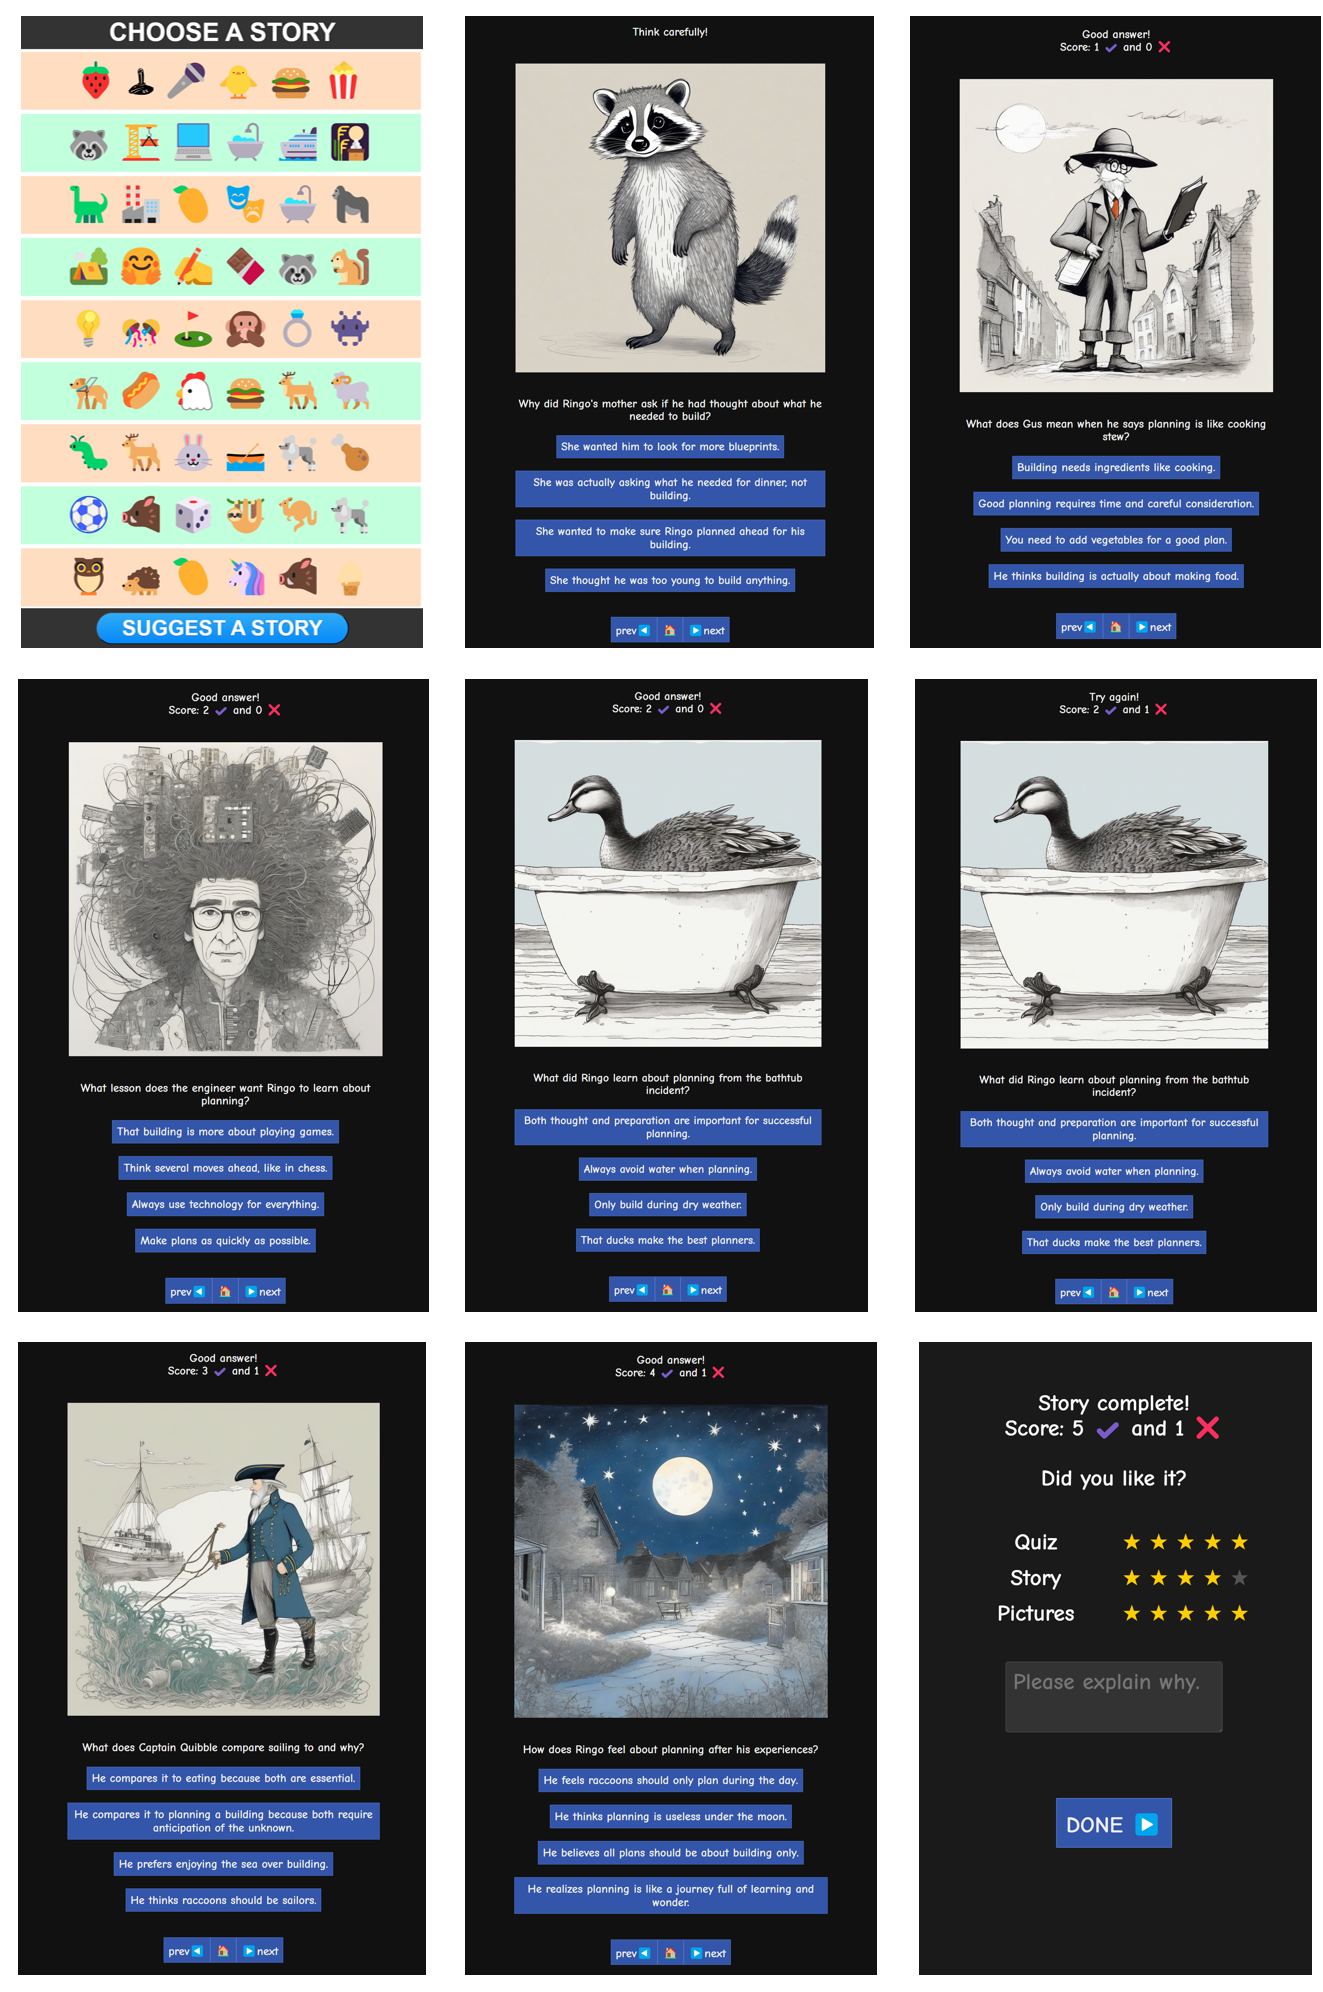 CHOOSE A STORY
SUGGEST A STORY
Think carefully!
Why did Ringo's mother ask if he had thought about what he
needed to build?
She wanted him to look for more blueprints.
She was actually asking what he needed for dinner, not
building.
She wanted to make sure Ringo planned ahead for his
building.
She thought he was too young to build anything.
prev next
Good answer!
Score: 1 and 0
What does Gus mean when he says planning is like cooking
stew?
Building needs ingredients like cooking.
Good planning requires time and careful consideration.
You need to add vegetables for a good plan.
He thinks building is actually about making food.
prev next
Good answer!
Score: 2 and 0
What lesson does the engineer want Ringo to learn about
planning?
That building is more about playing games.
Think several moves ahead, like in chess.
Always use technology for everything.
Make plans as quickly as possible.
prev next
Good answer!
Score: 2 and 0
What did Ringo learn about planning from the bathtub
incident?
Both thought and preparation are important for successful
planning.
Always avoid water when planning.
Only build during dry weather.
That ducks make the best planners.
prev next
Try again!
Score: 2 and 1
What did Ringo learn about planning from the bathtub
incident?
Both thought and preparation are important for successful
planning.
Always avoid water when planning.
Only build during dry weather.
That ducks make the best planners.
prev next
Good answer!
Score: 3 and 1
What does Captain Quibble compare sailing to and why?
He compares it to eating because both are essential.
He compares it to planning a building because both require
anticipation of the unknown.
He prefers enjoying the sea over building.
He thinks raccoons should be sailors.
prev next
Good answer!
Score: 4 and 1
How does Ringo feel about planning after his experiences?
He feels raccoons should only plan during the day.
He thinks planning is useless under the moon.
He believes all plans should be about building only.
He realizes planning is like a journey full of learning and
wonder.
prev next
Story complete!
Score: 5 and 1
Did you like it?
Quiz
Story
Pictures
Please explain why.
DONE